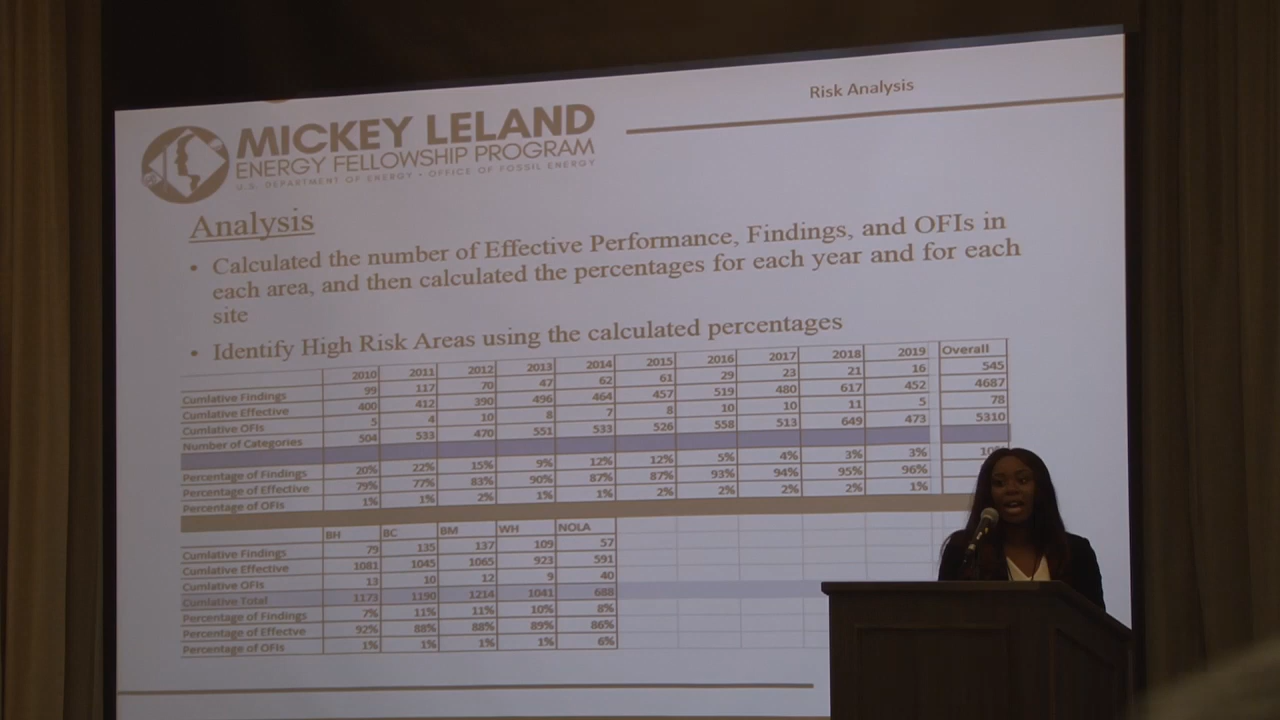 Risk Analysis
MICKEY LELAND
ENERGY FELLOWSHIP PROGRAM
U.S. DEPARTMENT OF ENERGY • OFFICE OF FOSSIL ENERGY
Analysis
• Calculated the number of Effective Performance, Findings, and OFIs in
each area, and then calculated the percentages for each year and for each
site
• Identify High Risk Areas using the calculated percentages
2010 2011 2012 2013 2014 2015 2016 2017 2018 2019 Overall
Cumlative Findings 99 117 70 47 62 61 29 23 21 16 545
Cumlative Effective 400 412 390 496 464 457 519 480 617 452 4687
Cumlative OFIs 5 4 10 8 7 8 10 10 11 5 78
Number of Categories 504 533 470 551 533 526 558 513 649 473 5310
Percentage of Findings 20% 22% 15% 9% 12% 12% 5% 4% 3% 3%
Percentage of Effective 79% 77% 83% 90% 87% 87% 93% 94% 95% 96%
Percentage of OFIs 1% 1% 2% 1% 1% 2% 2% 2% 2% 1%
BH BC BM WH NOLA
Cumlative Findings 79 135 137 109 57
Cumlative Effective 1081 1045 1065 923 591
Cumlative OFIs 13 10 12 9 40
Cumlative Total 1173 1190 1214 1041 688
Percentage of Findings 7% 11% 11% 10% 8%
Percentage of Effectve 92% 88% 88% 89% 86%
Percentage of OFIs 1% 1% 1% 1% 6%